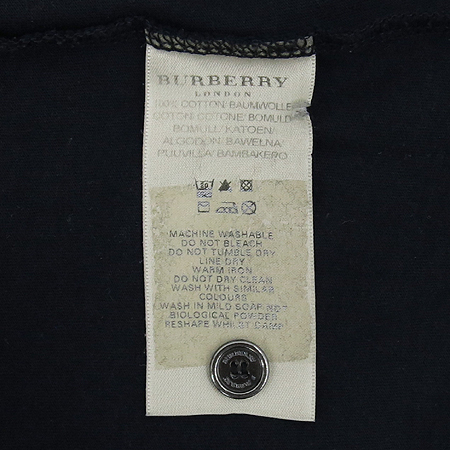 BURBERRY
LONDON
100% COTTON/BAUMWOLLE
COTON/COTONE/BOMULD
BOMULL/KATOEN/
ALGODON/BAWELNA/
PUUVILLA/BAMBAKERO
MACHINE WASHABLE
DO NOT BLEACH
DO NOT TUMBLE DRY
LINE DRY
WARM IRON
DO NOT DRY CLEAN
WASH WITH SIMILAR
COLOURS
WASH IN MILD SOAP NOT
BIOLOGICAL POWDER
RESHAPE WHILST DAMP